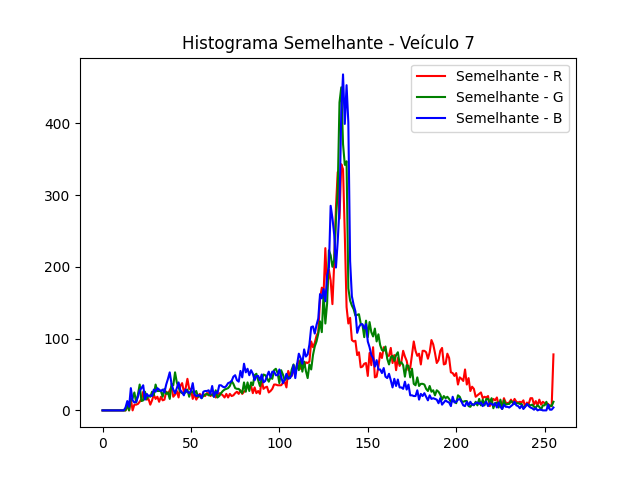 Histograma Semelhante - Veículo 7
Semelhante - R
Semelhante - G
Semelhante - B
400
300
200
100
0
0 50 100 150 200 250